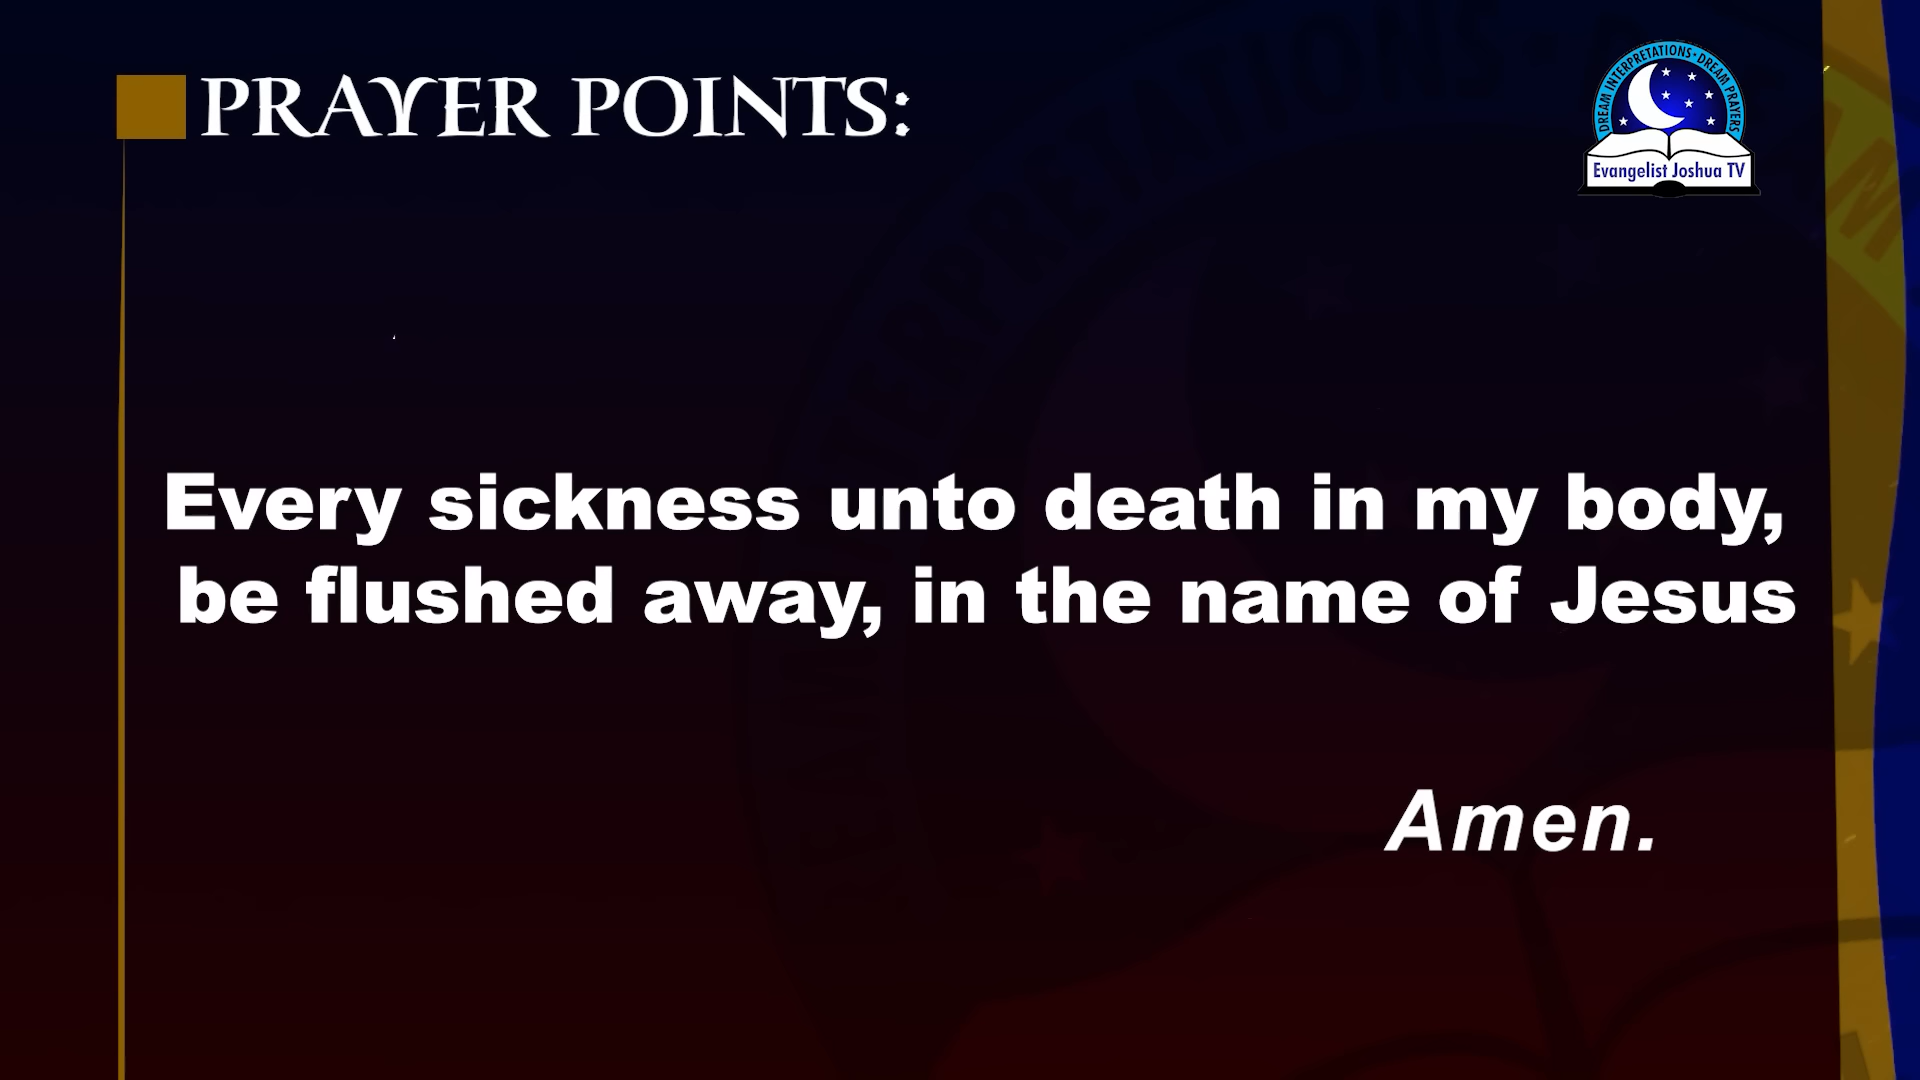 PRAYER POINTS:
DREAM INTERPRETATIONS • DREAM PRAYERS
Evangelist Joshua TV
Every sickness unto death in my body,
be flushed away, in the name of Jesus
Amen.